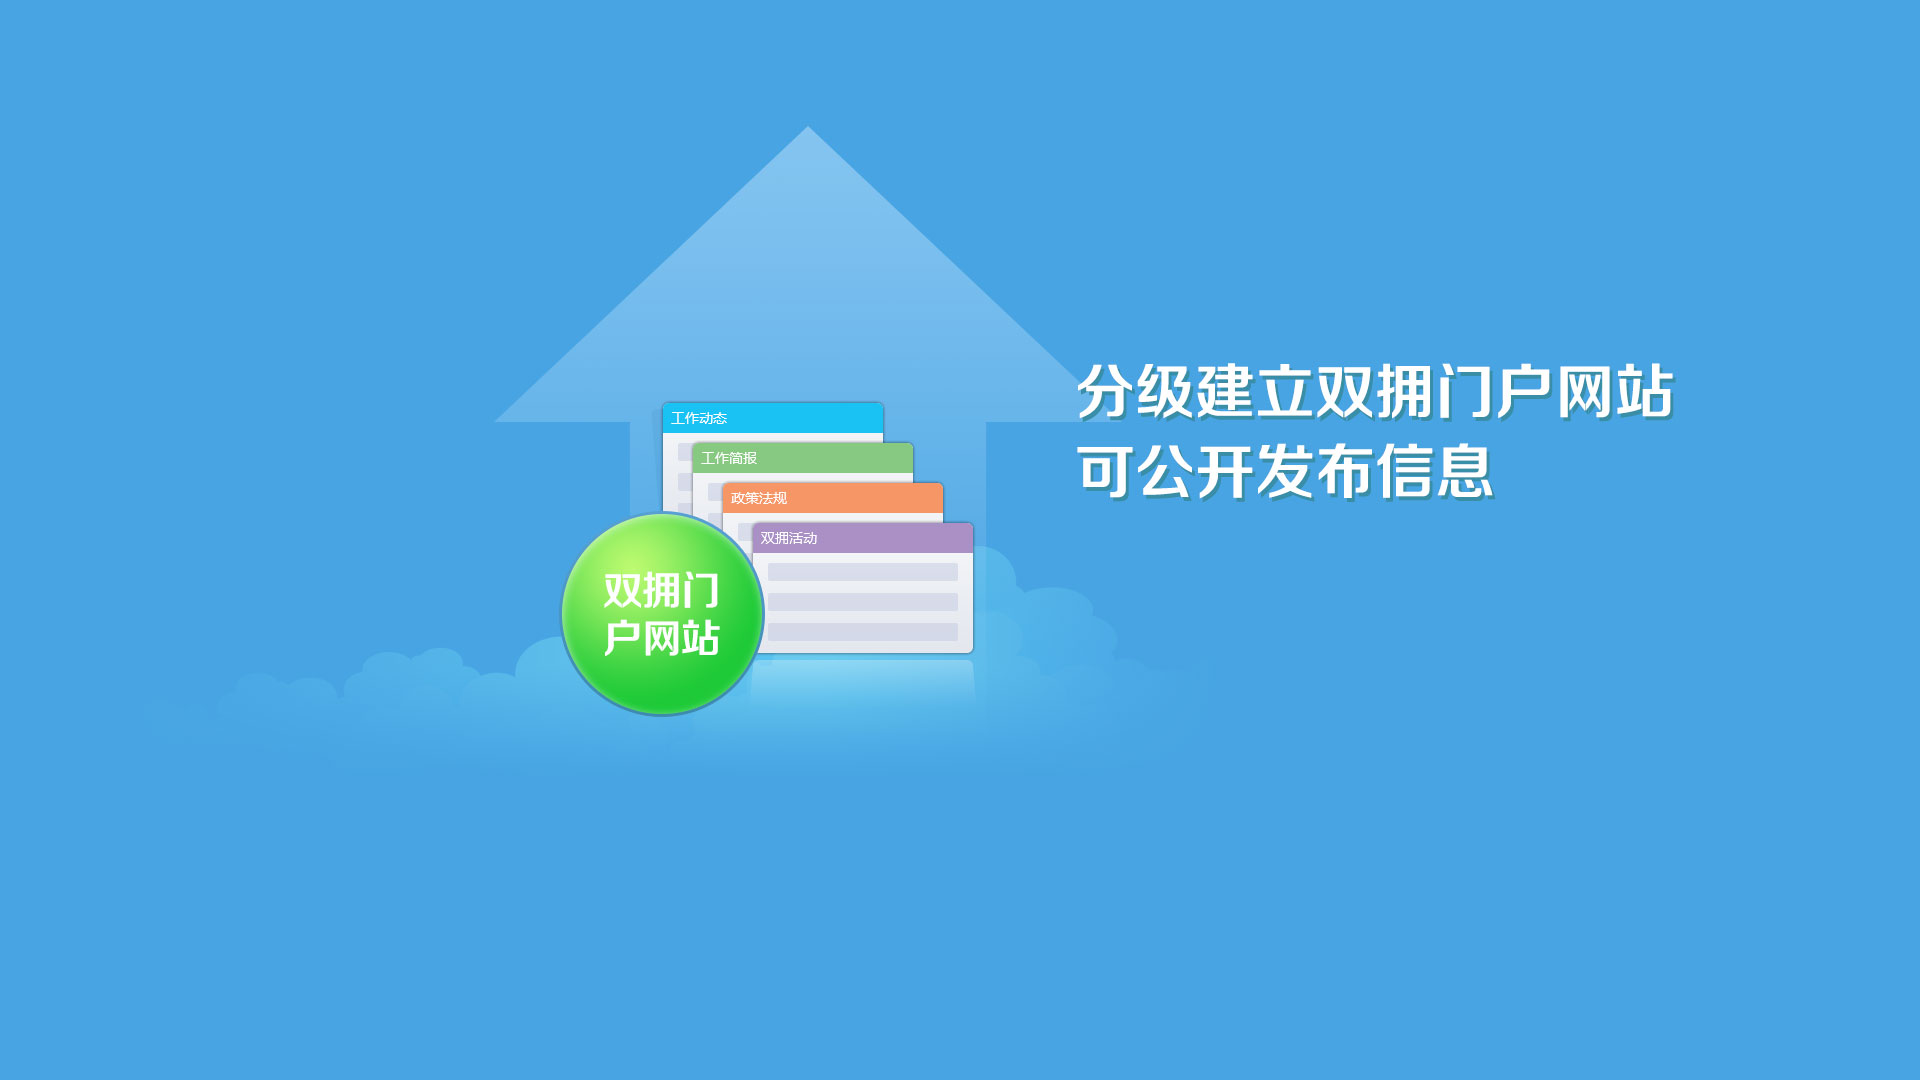 分级建立双拥门户网站
可公开发布信息
工作动态
工作简报
政策法规
双拥活动
双拥门
户网站